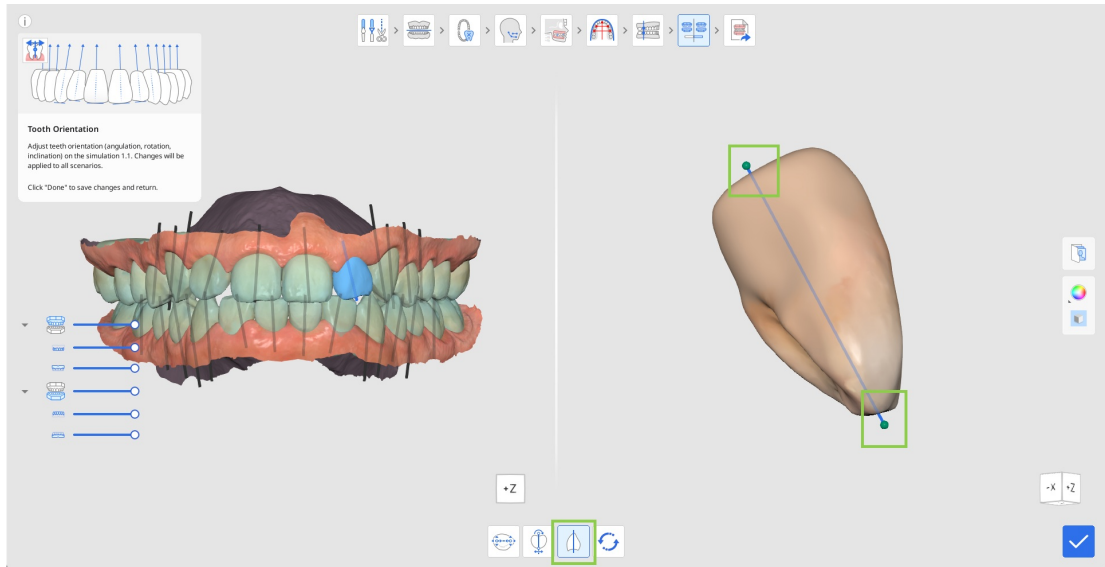 i
Tooth Orientation
Adjust teeth orientation (angulation, rotation,
inclination) on the simulation 1.1. Changes will be
applied to all scenarios.
Click "Done" to save changes and return.
+Z
-X +Z